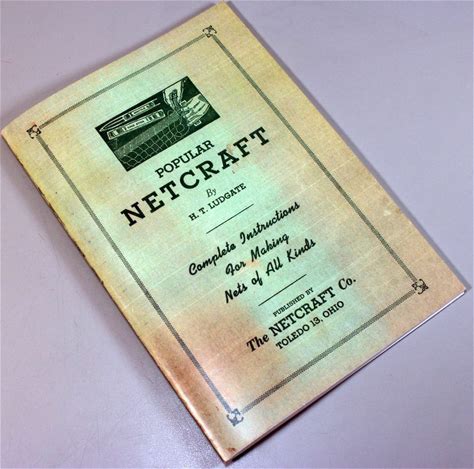 POPULAR
NETCRAFT
By
H. T. LUDGATE
Complete Instructions
For Making
Nets of All Kinds
PUBLISHED BY
The NETCRAFT Co.
TOLEDO 13, OHIO